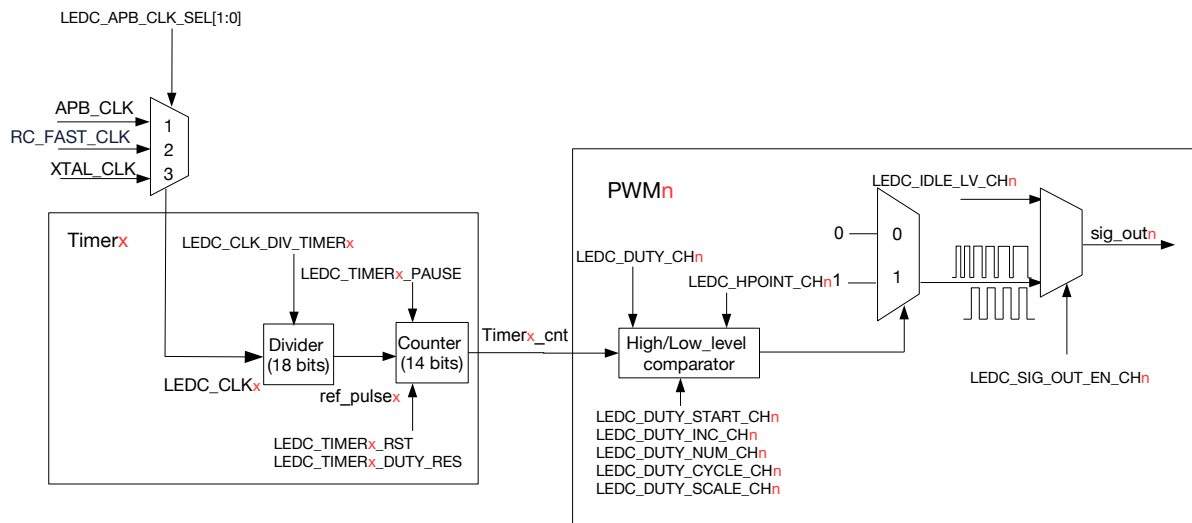 LEDC_APB_CLK_SEL[1:0]
APB_CLK
RC_FAST_CLK
XTAL_CLK
1
2
3
Timerx
LEDC_CLK_DIV_TIMERx
LEDC_TIMERx_PAUSE
Divider
(18 bits)
Counter
(14 bits)
LEDC_CLKx
ref_pulsex
LEDC_TIMERx_RST
LEDC_TIMERx_DUTY_RES
Timerx_cnt
PWMn
LEDC_DUTY_CHn
LEDC_HPOINT_CHn
High/Low_level
comparator
LEDC_DUTY_START_CHn
LEDC_DUTY_INC_CHn
LEDC_DUTY_NUM_CHn
LEDC_DUTY_CYCLE_CHn
LEDC_DUTY_SCALE_CHn
0
1
0
1
LEDC_IDLE_LV_CHn
sig_outn
LEDC_SIG_OUT_EN_CHn